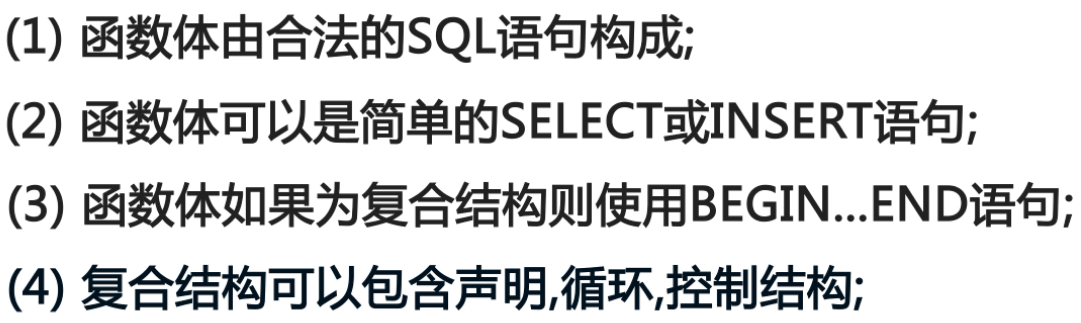 (1) 函数体由合法的SQL语句构成;
(2) 函数体可以是简单的SELECT或INSERT语句;
(3) 函数体如果为复合结构则使用BEGIN...END语句;
(4) 复合结构可以包含声明,循环,控制结构;